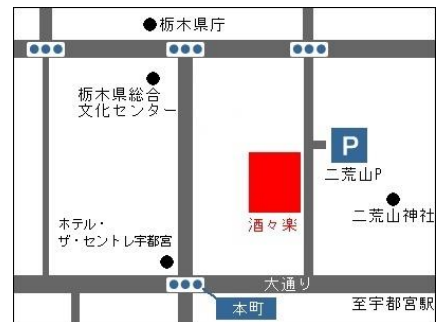 栃木県庁
栃木県総合
文化センター
P
二荒山P
二荒山神社
酒々楽
ホテル・
ザ・セントレ宇都宮
大通り
本町
至宇都宮駅